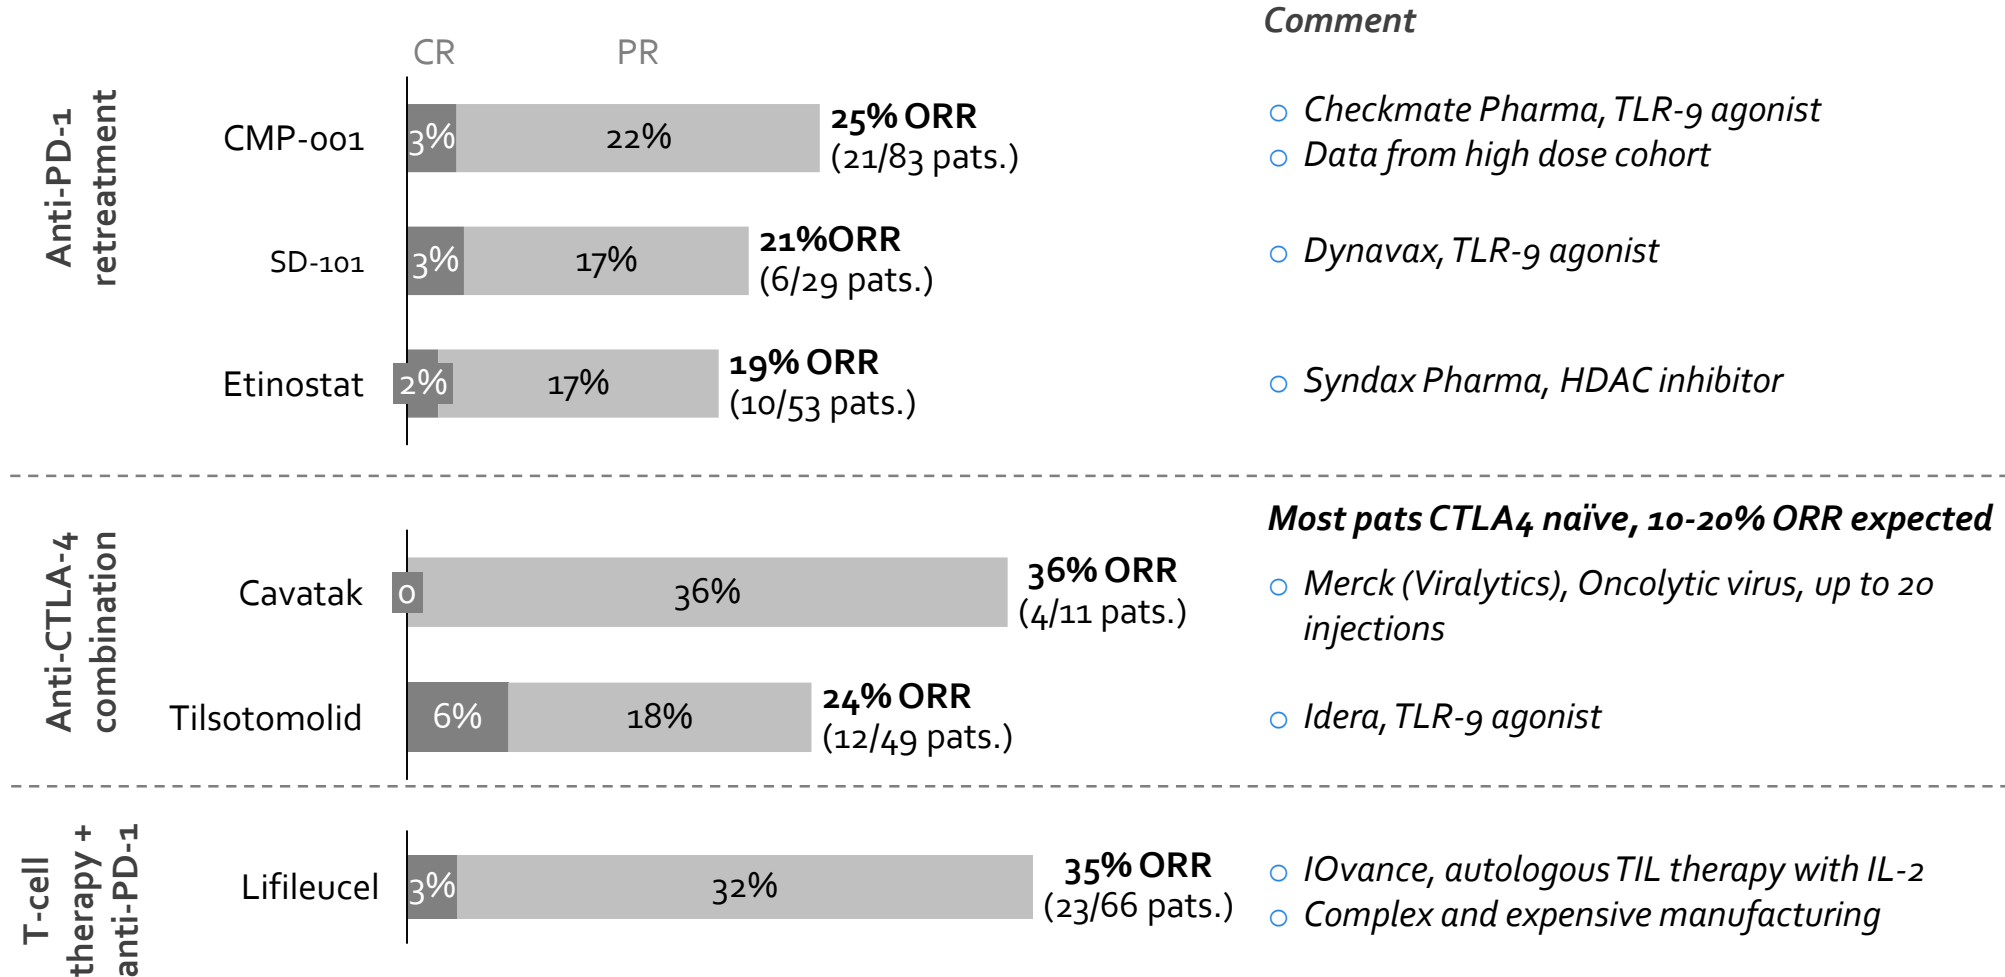 Comment
CR PR
Anti-PD-1
retreatment
CMP-001 3% 22% 25% ORR
(21/83 pats.)
○ Checkmate Pharma, TLR-9 agonist
○ Data from high dose cohort
SD-101 3% 17% 21%ORR
(6/29 pats.)
○ Dynavax, TLR-9 agonist
Etinostat 2% 17% 19% ORR
(10/53 pats.)
○ Syndax Pharma, HDAC inhibitor
Anti-CTLA-4
combination
Most pats CTLA4 naïve, 10-20% ORR expected
Cavatak 0 36% 36% ORR
(4/11 pats.)
○ Merck (Viralytics), Oncolytic virus, up to 20
injections
Tilsotomolid 6% 18% 24% ORR
(12/49 pats.)
○ Idera, TLR-9 agonist
T-cell
therapy +
anti-PD-1
Lifileucel 3% 32% 35% ORR
(23/66 pats.)
○ IOvance, autologous TIL therapy with IL-2
○ Complex and expensive manufacturing